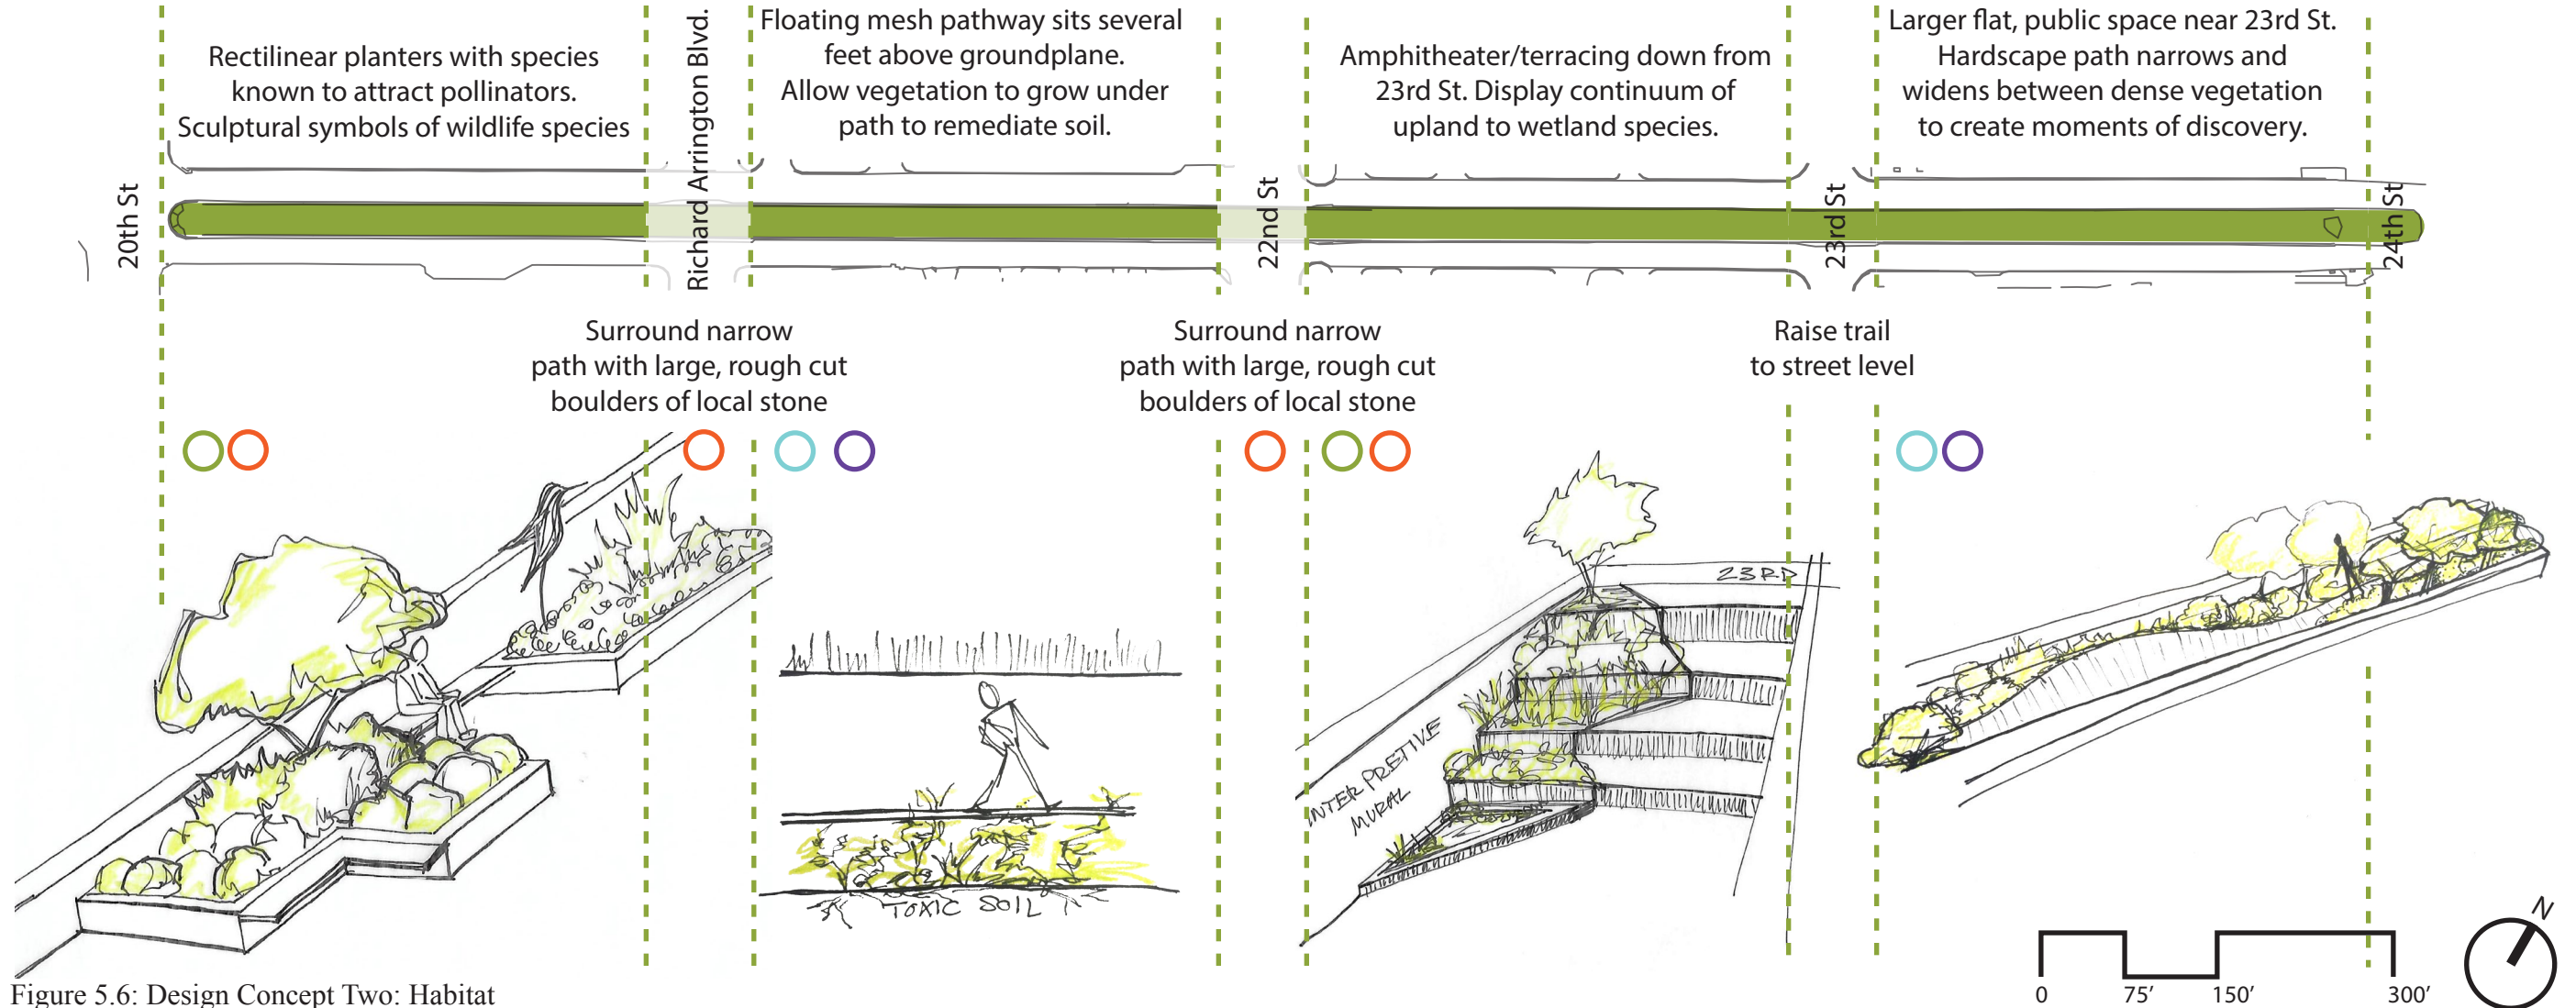 Rectilinear planters with species
known to attract pollinators.
Sculptural symbols of wildlife species
Floating mesh pathway sits several
feet above groundplane.
Allow vegetation to grow under
path to remediate soil.
Amphitheater/terracing down from
23rd St. Display continuum of
upland to wetland species.
Larger flat, public space near 23rd St.
Hardscape path narrows and
widens between dense vegetation
to create moments of discovery.
20th St
Richard Arrington Blvd.
22nd St
23rd St
24th St
Surround narrow
path with large, rough cut
boulders of local stone
Surround narrow
path with large, rough cut
boulders of local stone
Raise trail
to street level
23RD
INTERPRETIVE
MURAL
TOXIC SOIL
N
0 75’ 150’ 300’
Figure 5.6: Design Concept Two: Habitat